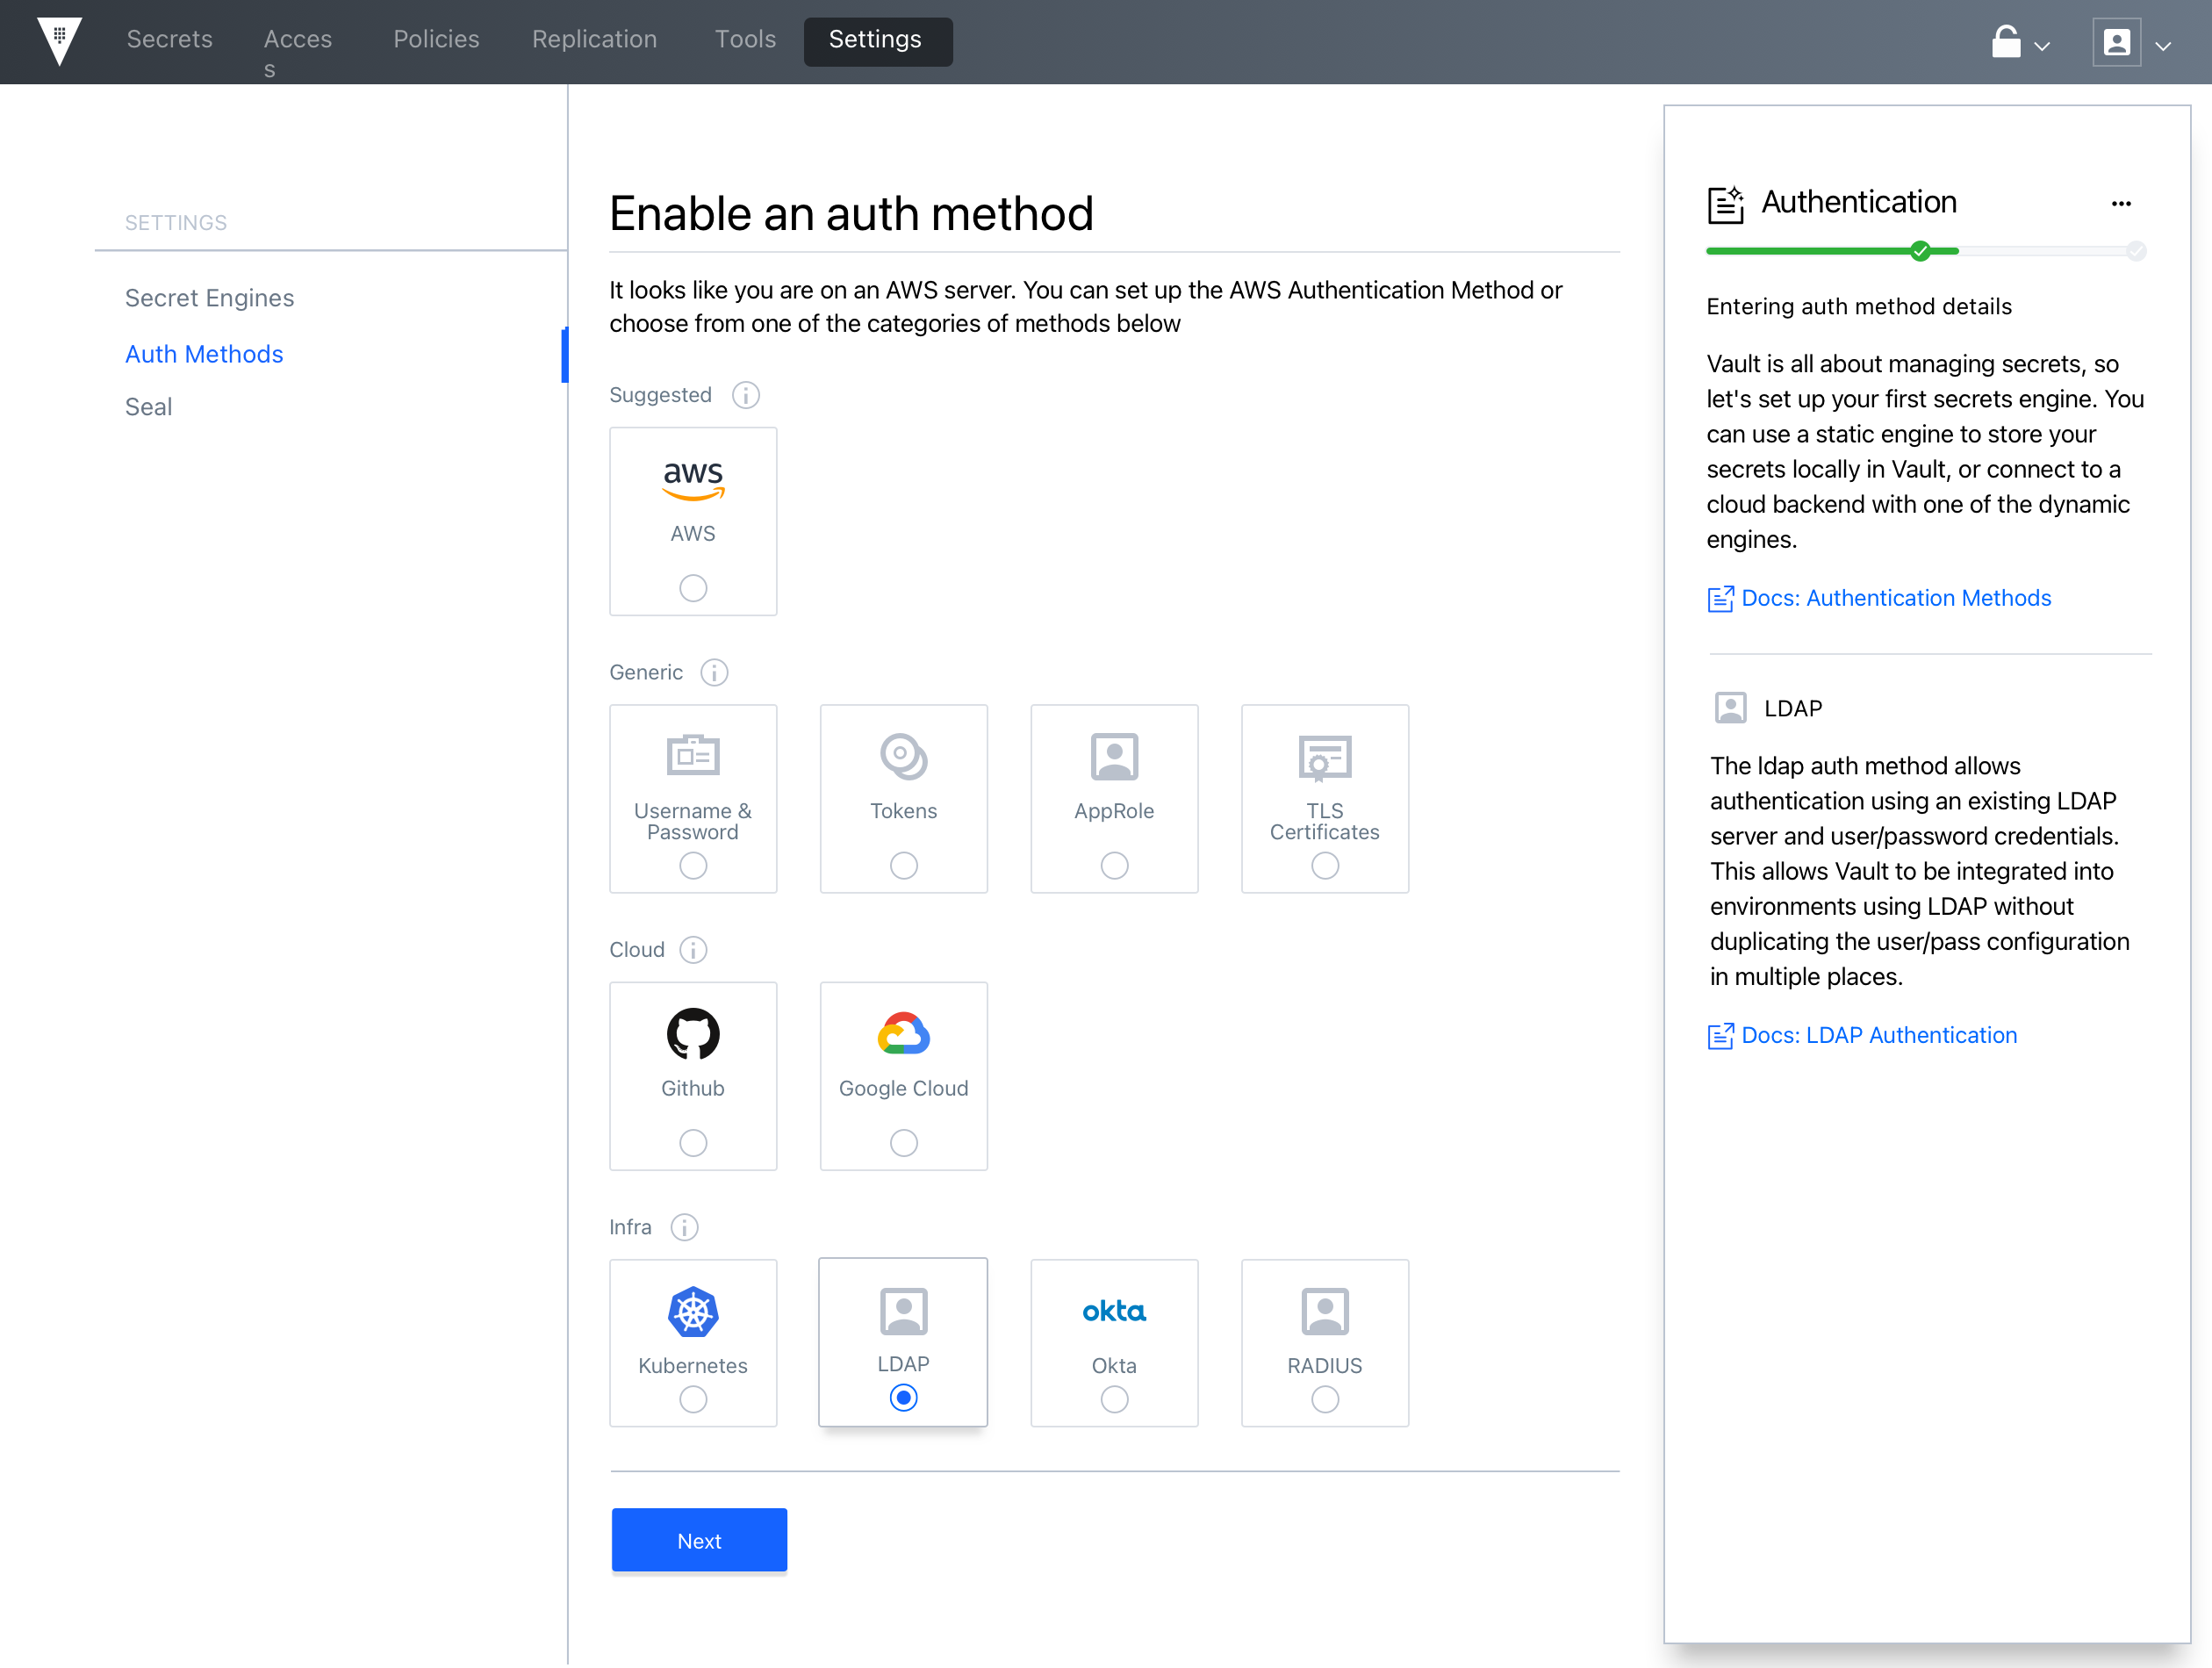 Secrets
Acces
s
Policies
Replication
Tools
Settings
SETTINGS
Secret Engines
Auth Methods
Seal
Enable an auth method
It looks like you are on an AWS server. You can set up the AWS Authentication Method or
choose from one of the categories of methods below
Suggested
aws
AWS
Generic
Username &
Password
Tokens
AppRole
TLS
Certificates
Cloud
Github
Google Cloud
Infra
Kubernetes
LDAP
okta
Okta
RADIUS
Next
Authentication
Entering auth method details
Vault is all about managing secrets, so
let's set up your first secrets engine. You
can use a static engine to store your
secrets locally in Vault, or connect to a
cloud backend with one of the dynamic
engines.
Docs: Authentication Methods
LDAP
The ldap auth method allows
authentication using an existing LDAP
server and user/password credentials.
This allows Vault to be integrated into
environments using LDAP without
duplicating the user/pass configuration
in multiple places.
Docs: LDAP Authentication